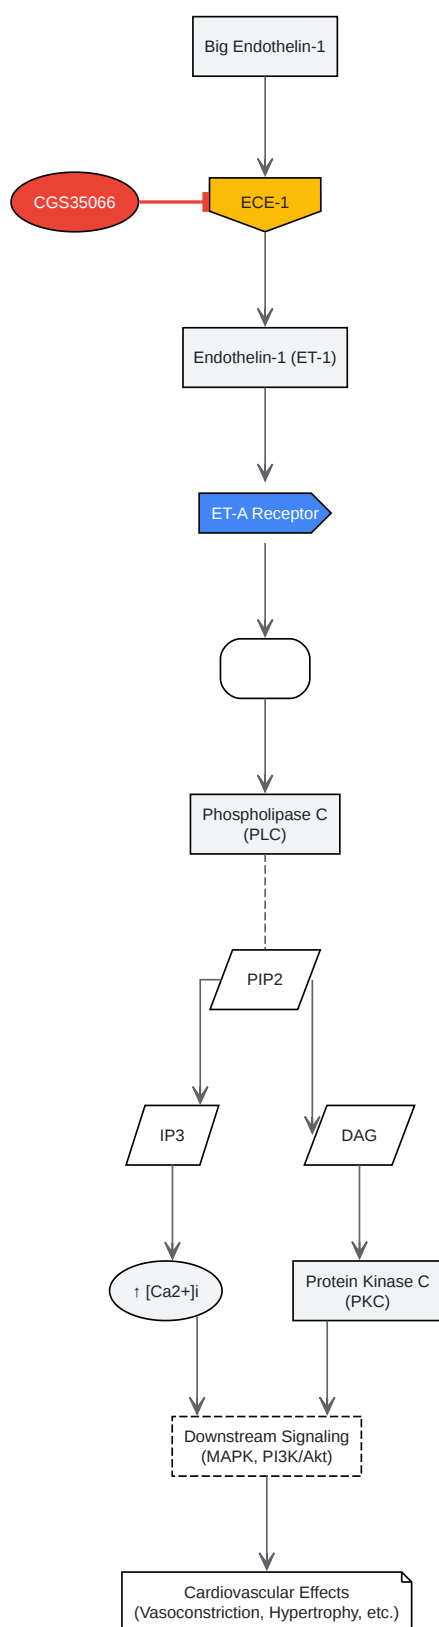 Big Endothelin-1
CGS35066
ECE-1
Endothelin-1 (ET-1)
ET-A Receptor
Phospholipase C
(PLC)
PIP2
IP3
DAG
↑ [Ca2+]i
Protein Kinase C
(PKC)
Downstream Signaling
(MAPK, PI3K/Akt)
Cardiovascular Effects
(Vasoconstriction, Hypertrophy, etc.)